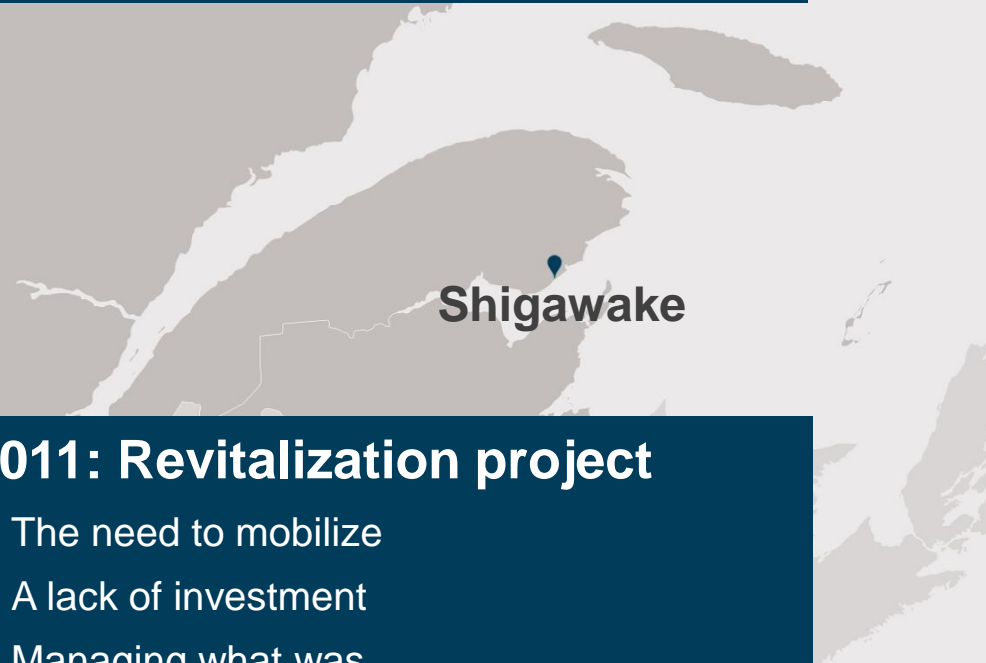 Shigawake
011: Revitalization project
The need to mobilize
A lack of investment
Managing what was